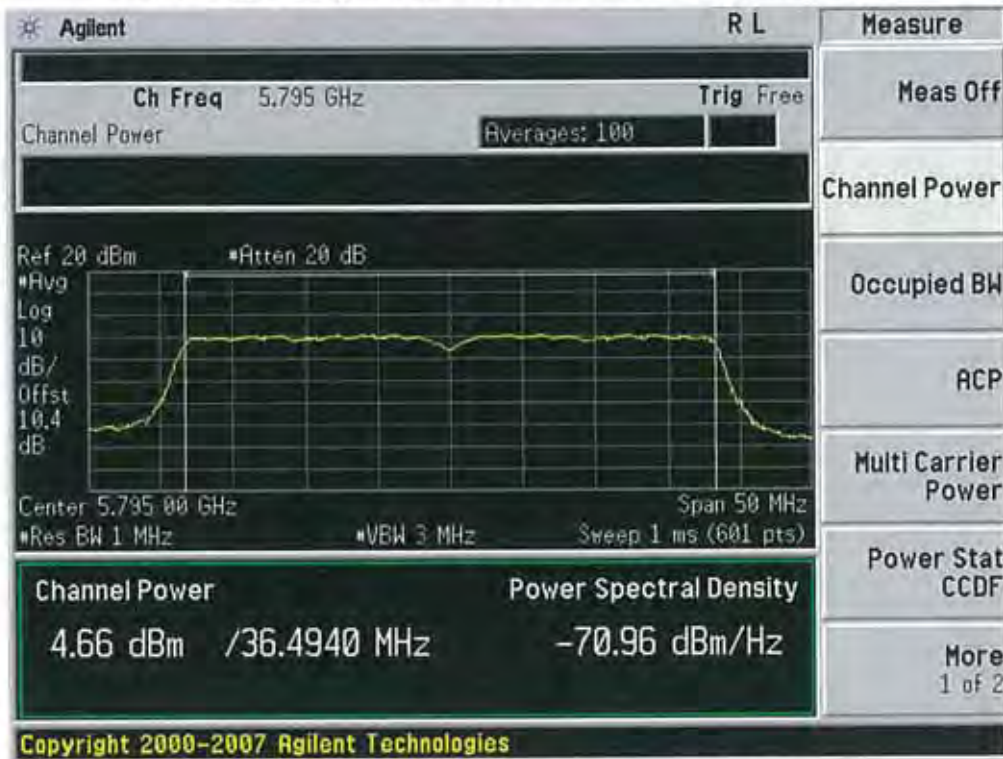 Agilent R L
Measure
Ch Freq 5.795 GHz Trig Free
Meas Off
Channel Power Averages: 100
Channel Power
Ref 20 dBm #Atten 20 dB
#Avg
Log
10
dB/
Offst
10.4
dB
Occupied BW
ACP
Center 5.795 00 GHz Span 50 MHz
#Res BW 1 MHz #VBW 3 MHz Sweep 1 ms (601 pts)
Multi Carrier
Power
Channel Power Power Spectral Density
4.66 dBm /36.4940 MHz -70.96 dBm/Hz
Power Stat
CCDF
More
1 of 2
Copyright 2000-2007 Agilent Technologies